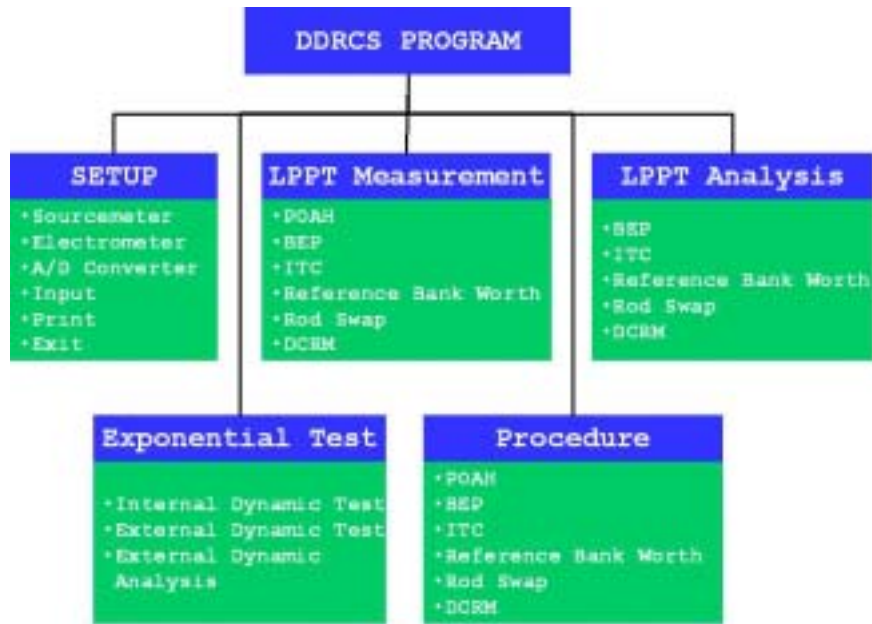 DDRCS PROGRAM
SETUP
•Sourcemeter
•Electrometer
•A/D Converter
•Input
•Print
•Exit
LPPT Measurement
•POAH
•BEP
•ITC
•Reference Bank Worth
•Rod Swap
•DCRM
LPPT Analysis
•BEP
•ITC
•Reference Bank Worth
•Rod Swap
•DCRM
Exponential Test
•Internal Dynamic Test
•External Dynamic Test
•External Dynamic
Analysis
Procedure
•POAH
•BEP
•ITC
•Reference Bank Worth
•Rod Swap
•DCRM